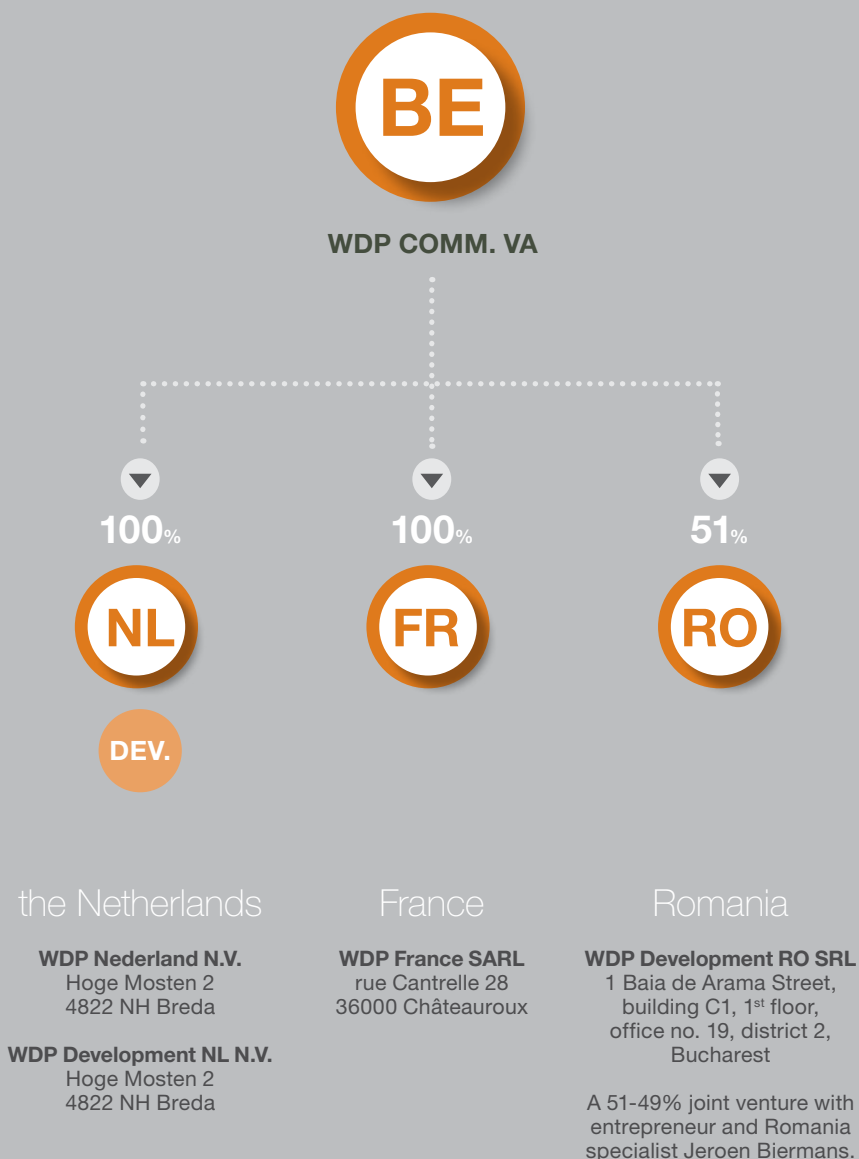 BE
WDP COMM. VA
100%
100%
51%
NL
FR
RO
DEV.
the Netherlands
WDP Nederland N.V.
Hoge Mosten 2
4822 NH Breda
WDP Development NL N.V.
Hoge Mosten 2
4822 NH Breda
France
WDP France SARL
rue Cantrelle 28
36000 Châteauroux
Romania
WDP Development RO SRL
1 Baia de Arama Street,
building C1, 1st floor,
office no. 19, district 2,
Bucharest
A 51-49% joint venture with
entrepreneur and Romania
specialist Jeroen Biermans.